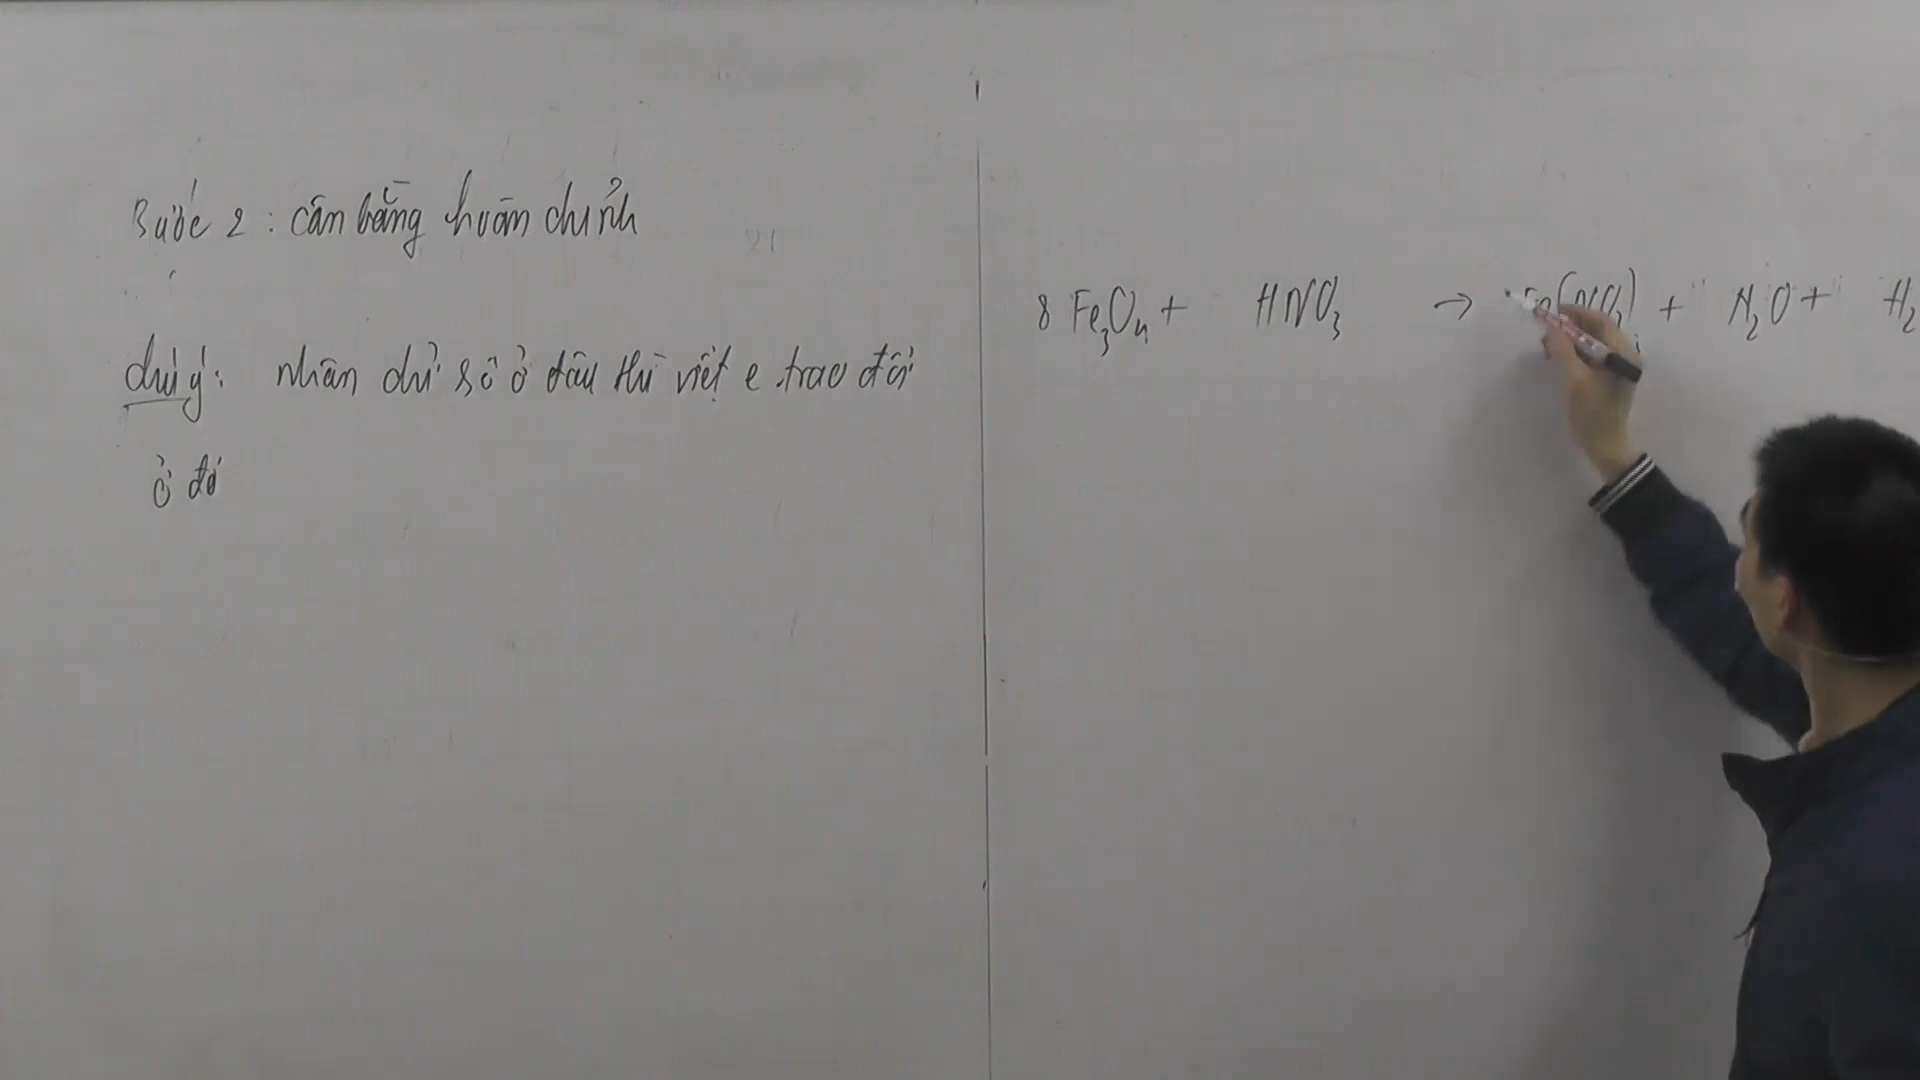 Bước 2: cân bằng hoàn chỉnh
chú ý: nhân chỉ số ở đâu thì viết e trao đổi
ở đó
8 Fe₃O₄ + HNO₃ → Fe(NO₃)₃ + N₂O + H₂